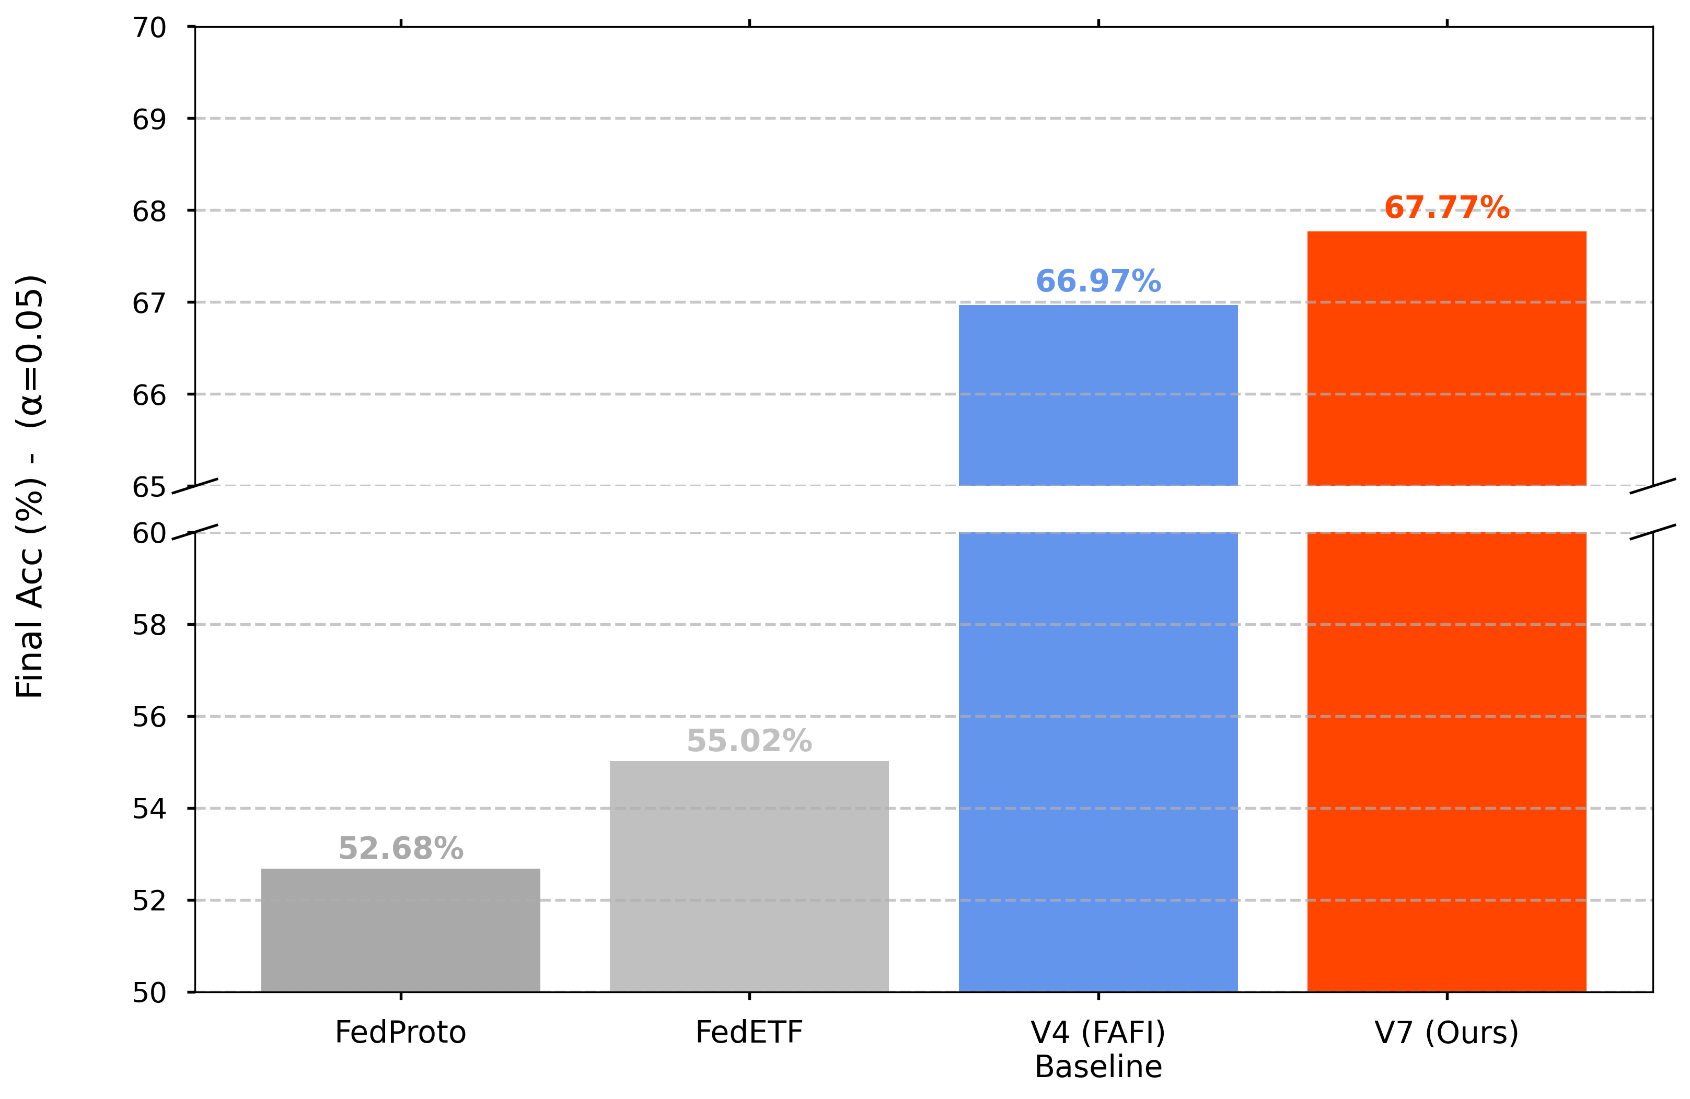 Final Acc (%) - (α=0.05)
70
69
68
67
66
65
60
58
56
54
52
50
52.68%
55.02%
66.97%
67.77%
FedProto
FedETF
V4 (FAFI)
Baseline
V7 (Ours)